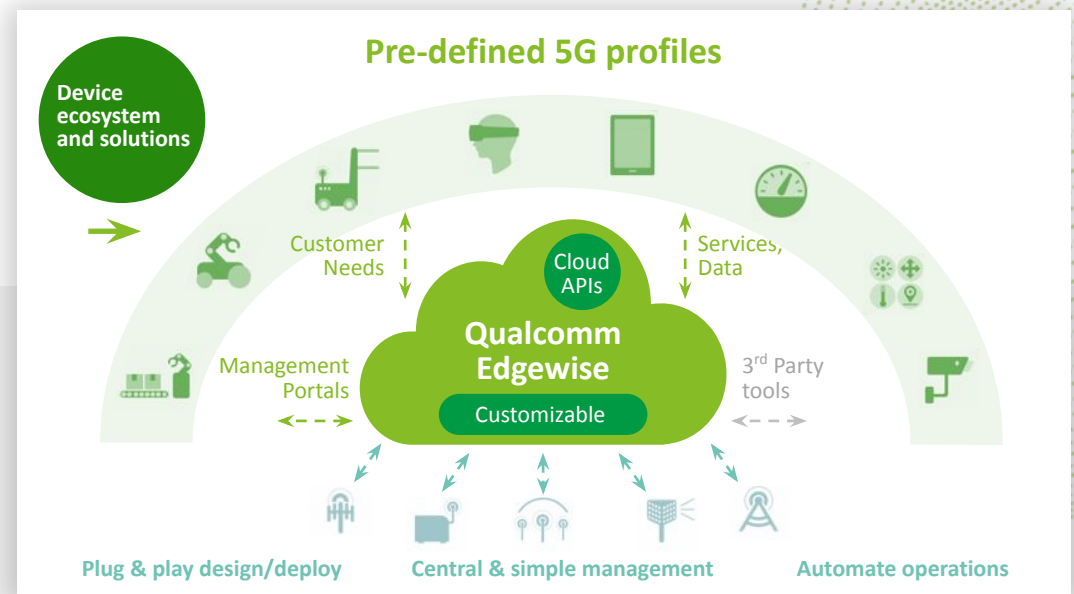 Pre-defined 5G profiles
Device
ecosystem
and solutions
Customer
Needs
Services,
Data
Cloud
APIs
Qualcomm
Edgewise
Customizable
Management
Portals
3rd Party
tools
Plug & play design/deploy
Central & simple management
Automate operations